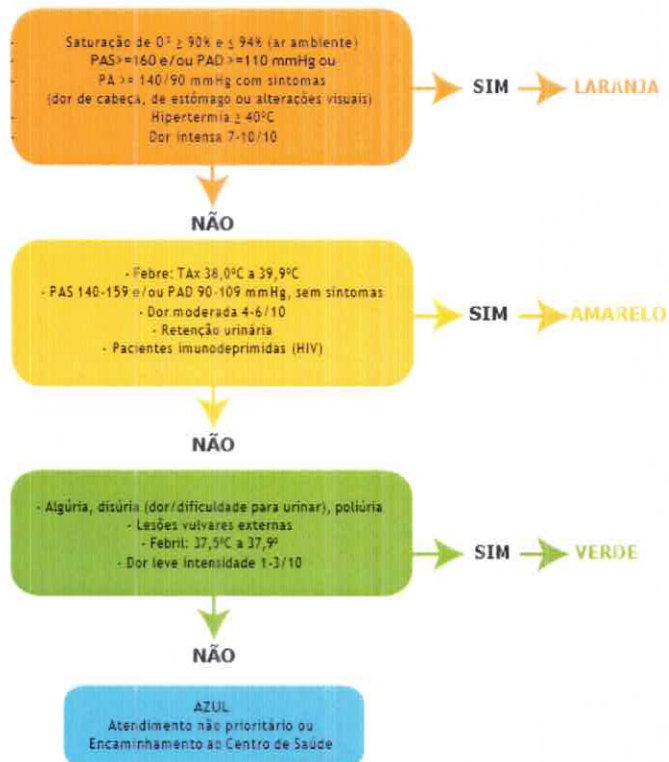 - Saturação de O² ≥ 90% e ≤ 94% (ar ambiente)
- PAS>=160 e/ou PAD >=110 mmHg ou
- PA >= 140/90 mmHg com sintomas
(dor de cabeça, de estômago ou alterações visuais)
- Hipertermia ≥ 40ºC
- Dor intensa 7-10/10
SIM
LARANJA
NÃO
- Febre: TAx 38,0ºC a 39,9ºC
- PAS 140-159 e/ou PAD 90-109 mmHg, sem sintomas
- Dor moderada 4-6/10
- Retenção urinária
- Pacientes imunodeprimidas (HIV)
SIM
AMARELO
NÃO
- Algúria, disúria (dor/dificuldade para urinar), poliúria
- Lesões vulvares externas
- Febril: 37,5ºC a 37,9º
- Dor leve intensidade 1-3/10
SIM
VERDE
NÃO
AZUL
Atendimento não prioritário ou
Encaminhamento ao Centro de Saúde